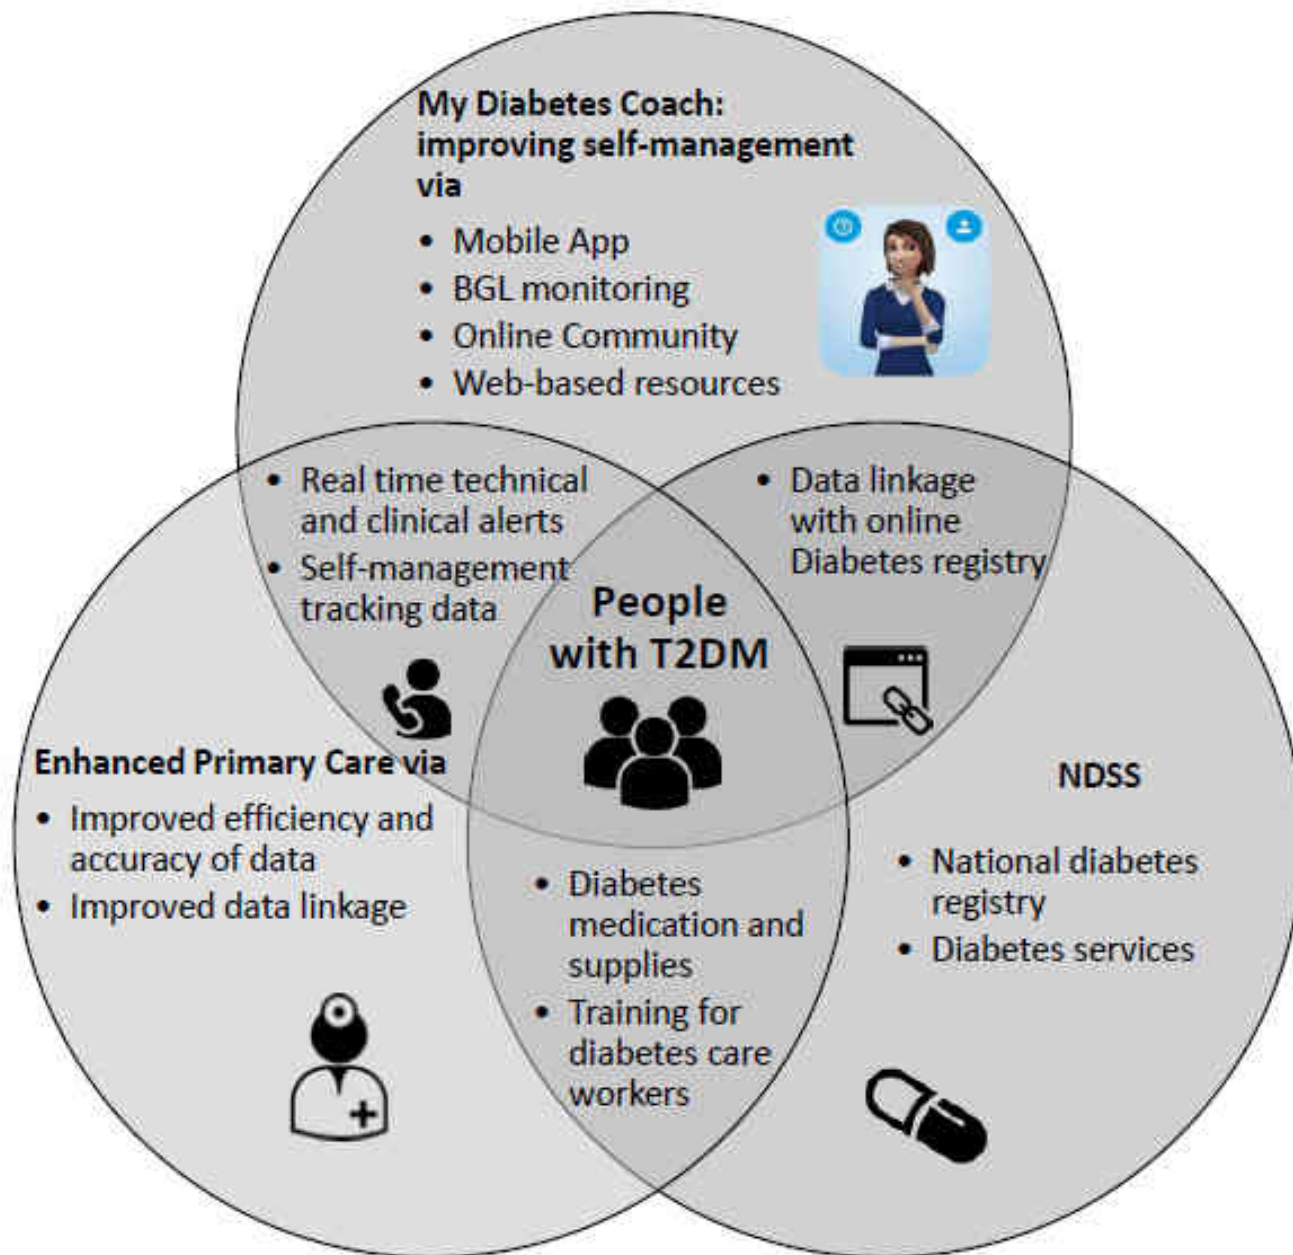 My Diabetes Coach:
improving self-management
via
• Mobile App
• BGL monitoring
• Online Community
• Web-based resources
• Real time technical
and clinical alerts
• Self-management
tracking data
• Data linkage
with online
Diabetes registry
People
with T2DM
Enhanced Primary Care via
• Improved efficiency and
accuracy of data
• Improved data linkage
NDSS
• National diabetes
registry
• Diabetes services
• Diabetes
medication and
supplies
• Training for
diabetes care
workers